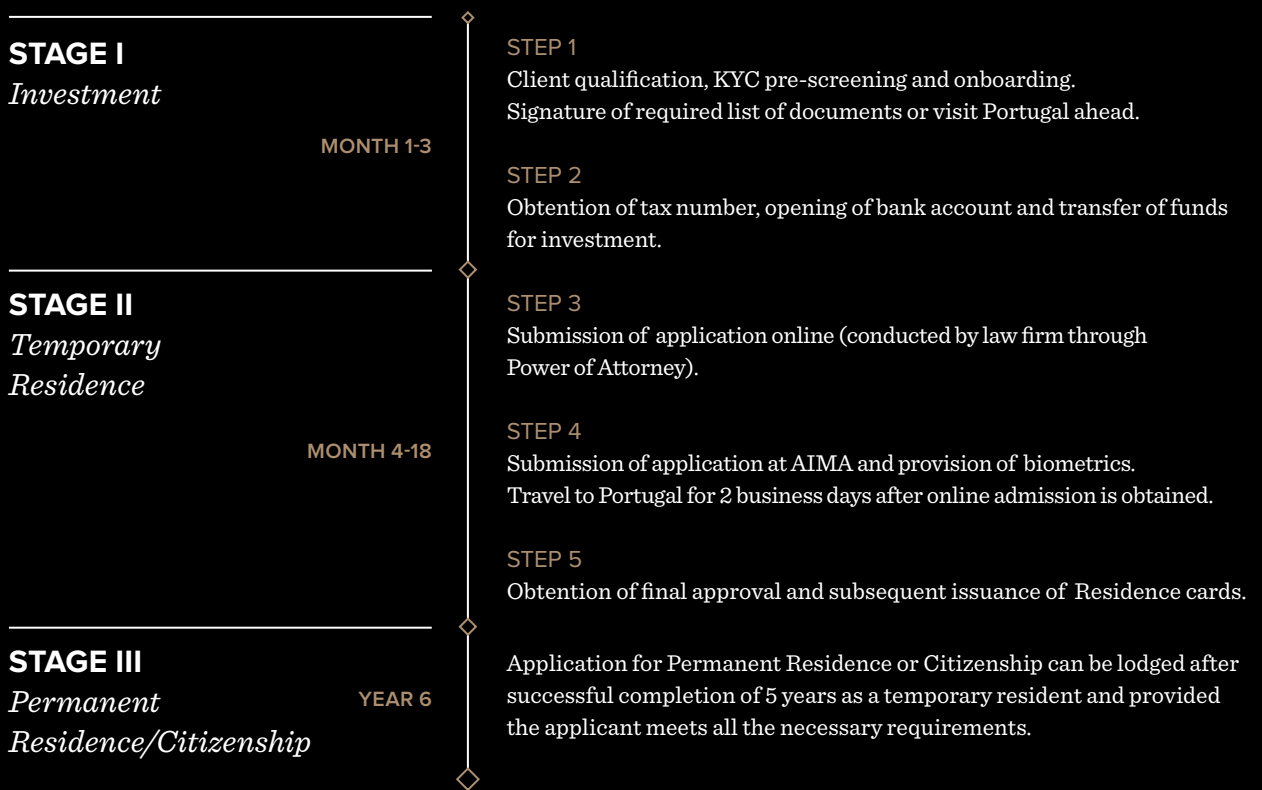 STAGE I
Investment
MONTH 1-3
STEP 1
Client qualification, KYC pre-screening and onboarding.
Signature of required list of documents or visit Portugal ahead.
STEP 2
Obtention of tax number, opening of bank account and transfer of funds
for investment.
STAGE II
Temporary
Residence
MONTH 4-18
STEP 3
Submission of application online (conducted by law firm through
Power of Attorney).
STEP 4
Submission of application at AIMA and provision of biometrics.
Travel to Portugal for 2 business days after online admission is obtained.
STEP 5
Obtention of final approval and subsequent issuance of Residence cards.
STAGE III
Permanent
Residence/Citizenship
YEAR 6
Application for Permanent Residence or Citizenship can be lodged after
successful completion of 5 years as a temporary resident and provided
the applicant meets all the necessary requirements.